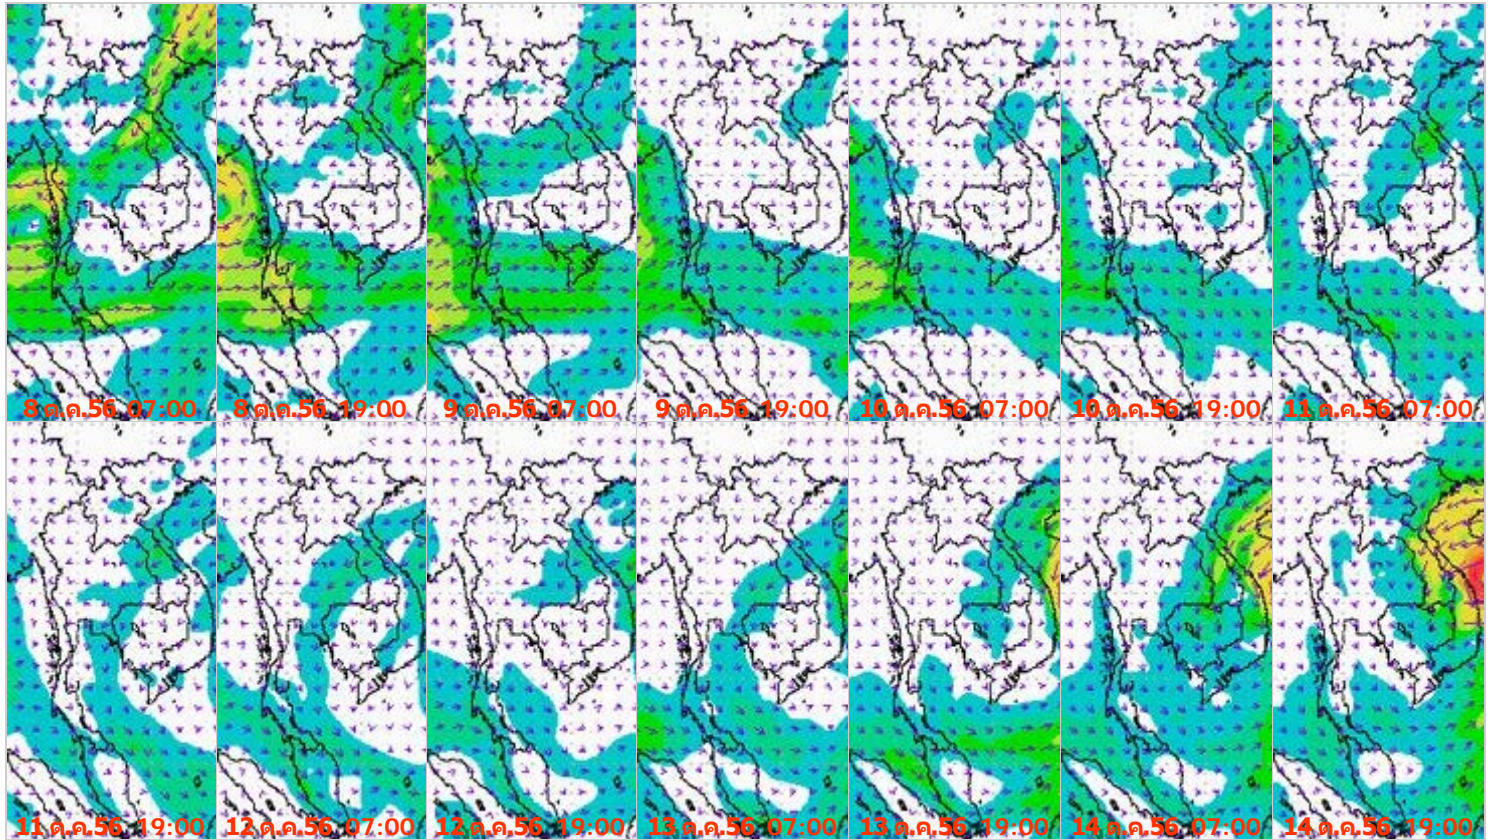 8 ต.ค.56 07:00
8 ต.ค.56 19:00
9 ต.ค.56 07:00
9 ต.ค.56 19:00
10 ต.ค.56 07:00
10 ต.ค.56 19:00
11 ต.ค.56 07:00
11 ต.ค.56 19:00
12 ต.ค.56 07:00
12 ต.ค.56 19:00
13 ต.ค.56 07:00
13 ต.ค.56 19:00
14 ต.ค.56 07:00
14 ต.ค.56 19:00